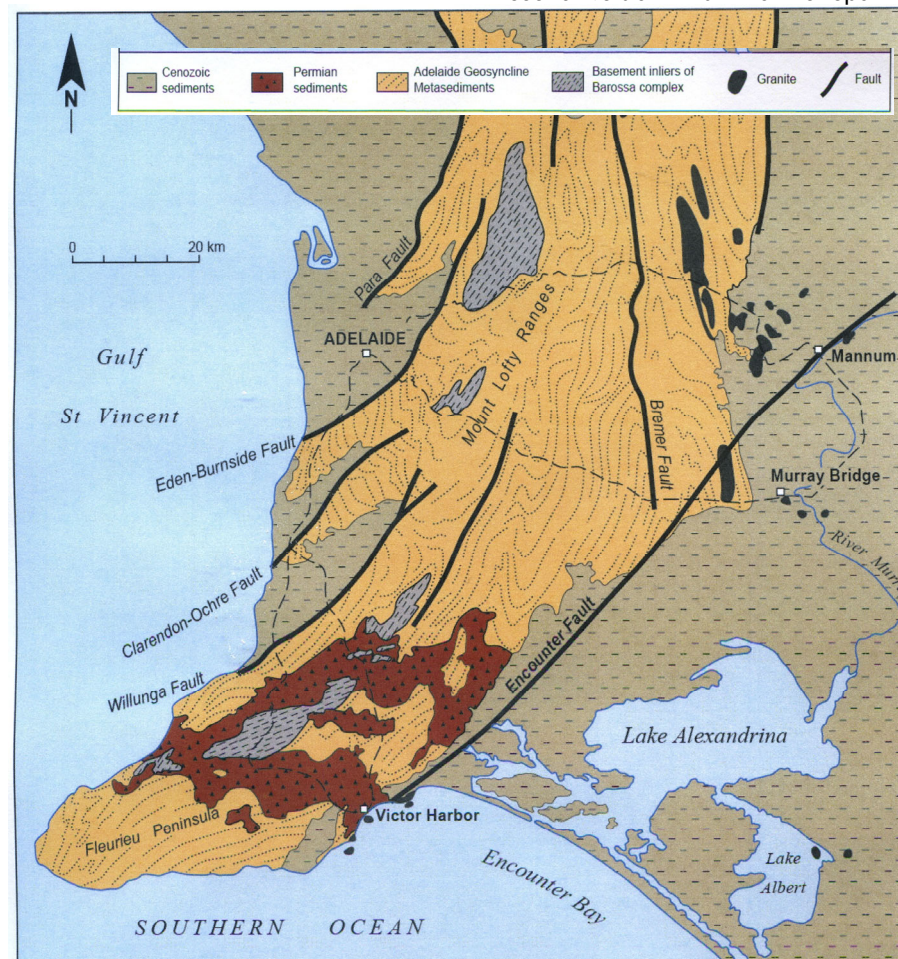 N
Cenozoic
sediments
Permian
sediments
Adelaide Geosyncline
Metasediments
Basement inliers of
Barossa complex
Granite
Fault
0 20 km
Para Fault
ADELAIDE
Mount Lofty Ranges
Gulf
St Vincent
Mannum
Eden-Burnside Fault
Bremer Fault
Murray Bridge
River
Clarendon-Ochre Fault
Encounter Fault
Willunga Fault
Lake Alexandrina
Victor Harbor
Fleurieu Peninsula
Lake
Albert
Encounter Bay
SOUTHERN OCEAN